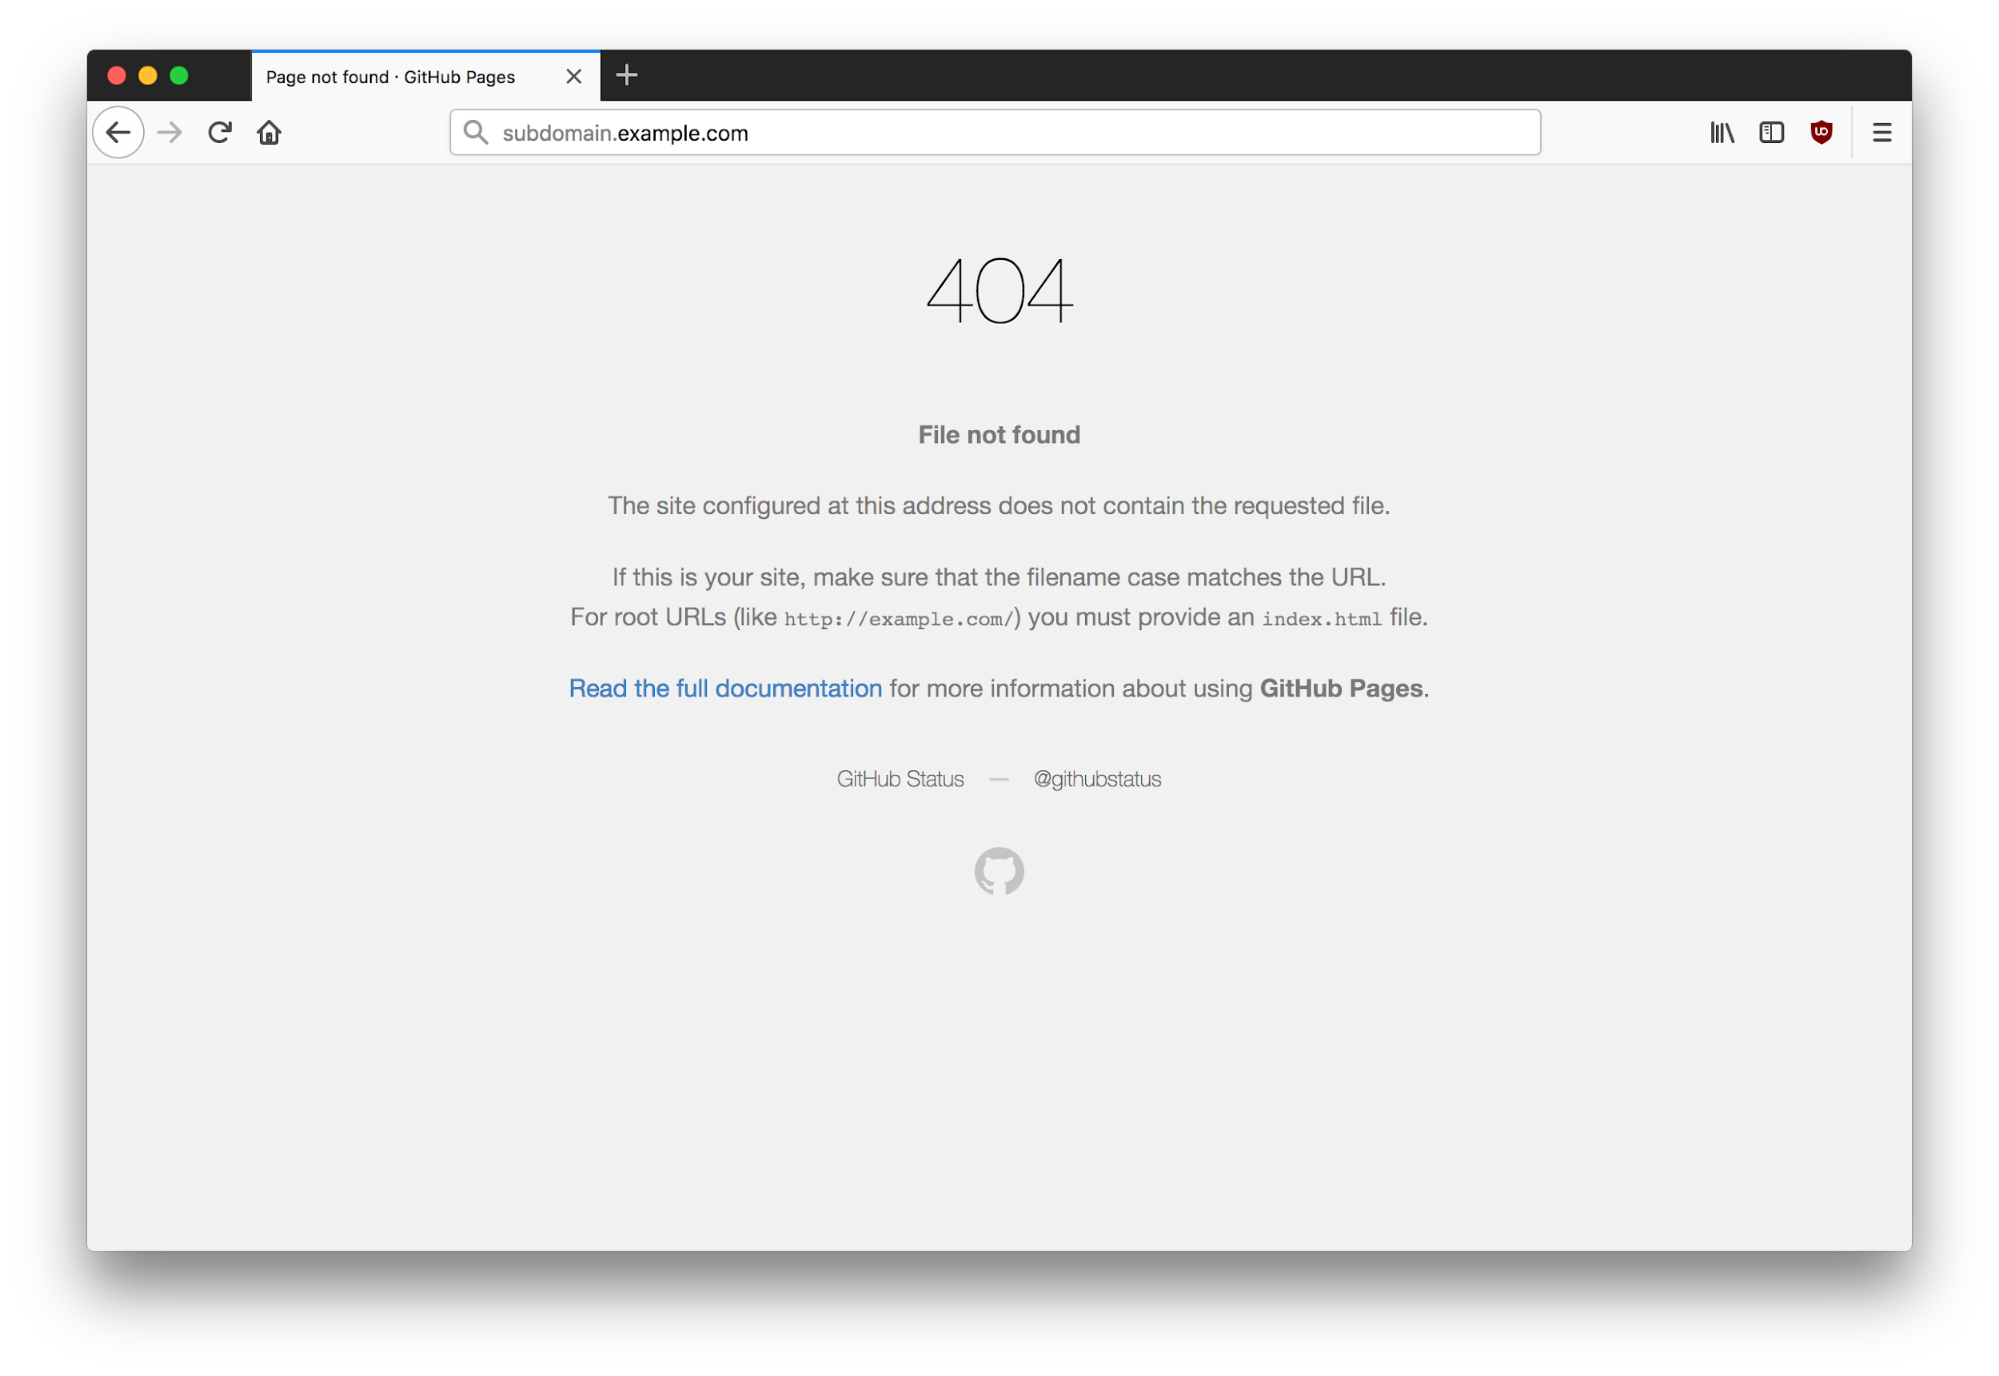 Page not found · GitHub Pages
subdomain.example.com
404
File not found
The site configured at this address does not contain the requested file.
If this is your site, make sure that the filename case matches the URL.
For root URLs (like http://example.com/) you must provide an index.html file.
Read the full documentation for more information about using GitHub Pages.
GitHub Status — @githubstatus